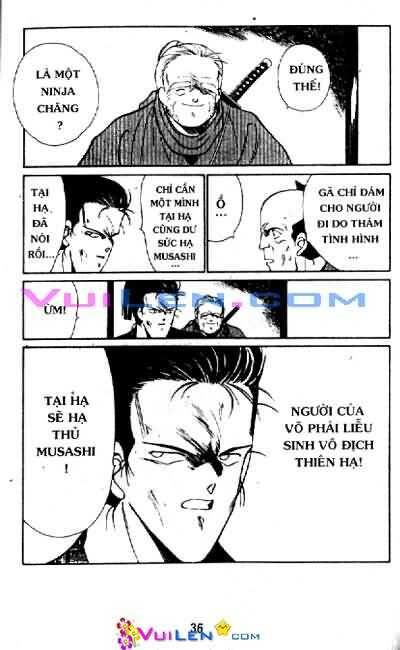 LÀ MỘT
NINJA
CHĂNG
?
ĐÚNG
THẾ!
TẠI
HẠ
ĐÃ
NÓI
RỒI...
CHỈ CẦN
MỘT MÌNH
TẠI HẠ
CŨNG DƯ
SỨC HẠ
MUSASHI
...
Ồ
...
GÃ CHỈ DÁM
CHO NGƯỜI
ĐI DO THÁM
TÌNH HÌNH
...
VUILEN.COM
ỪM!
TẠI HẠ
SẼ HẠ
THỦ
MUSASHI
!
NGƯỜI CỦA
VÕ PHÁI LIỄU
SINH VÔ ĐỊCH
THIÊN HẠ!
36
VUILEN
.COM